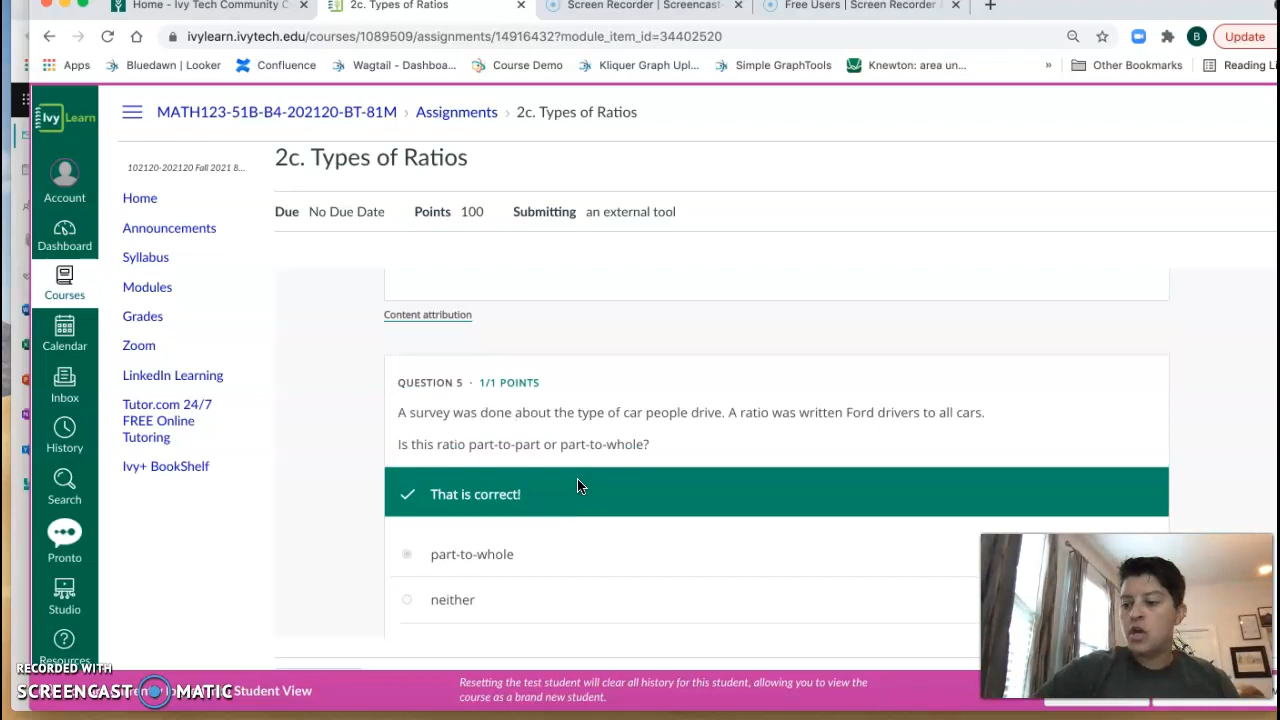 Home - Ivy Tech Community C
2c. Types of Ratios
Screen Recorder | Screencast-
Free Users | Screen Recorder
ivylearn.ivytech.edu/courses/1089509/assignments/14916432?module_item_id=34402520
B
Update
Apps
Bluedawn | Looker
Confluence
Wagtail - Dashboa...
Course Demo
Kliquer Graph Upl...
Simple GraphTools
Knewton: area un...
»
Other Bookmarks
Reading Li
Ivy Learn
MATH123-51B-B4-202120-BT-81M › Assignments › 2c. Types of Ratios
102120-202120 Fall 2021 8...
2c. Types of Ratios
Account
Home
Due No Due Date Points 100 Submitting an external tool
Dashboard
Announcements
Syllabus
Courses
Modules
Grades
Content attribution
Calendar
Zoom
LinkedIn Learning
Inbox
Tutor.com 24/7
FREE Online
Tutoring
QUESTION 5 · 1/1 POINTS
A survey was done about the type of car people drive. A ratio was written Ford drivers to all cars.
History
Is this ratio part-to-part or part-to-whole?
Ivy+ BookShelf
Search
That is correct!
Pronto
part-to-whole
Studio
neither
Resources
RECORDED WITH
SCREENCAST MATIC
Student View
Resetting the test student will clear all history for this student, allowing you to view the
course as a brand new student.